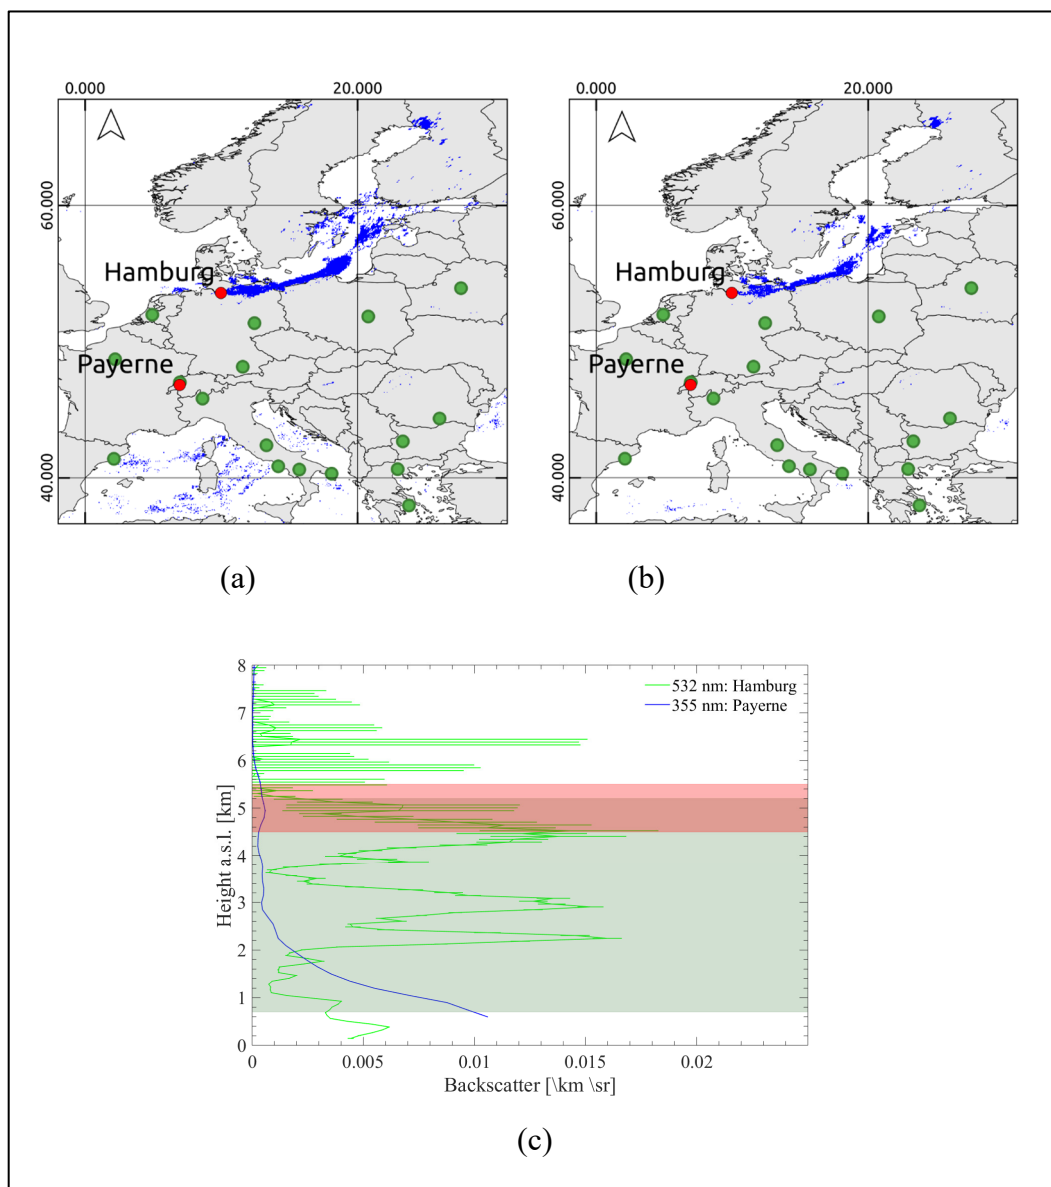 0.000 20.000 0.000 20.000
60.000 60.000
Hamburg Hamburg
Payerne Payerne
40.000 40.000
(a) (b)
8
532 nm: Hamburg
355 nm: Payerne
7
6
5
4
3
2
1
0
Height a.s.l. [km]
0 0.005 0.01 0.015 0.02
Backscatter [\km \sr]
(c)